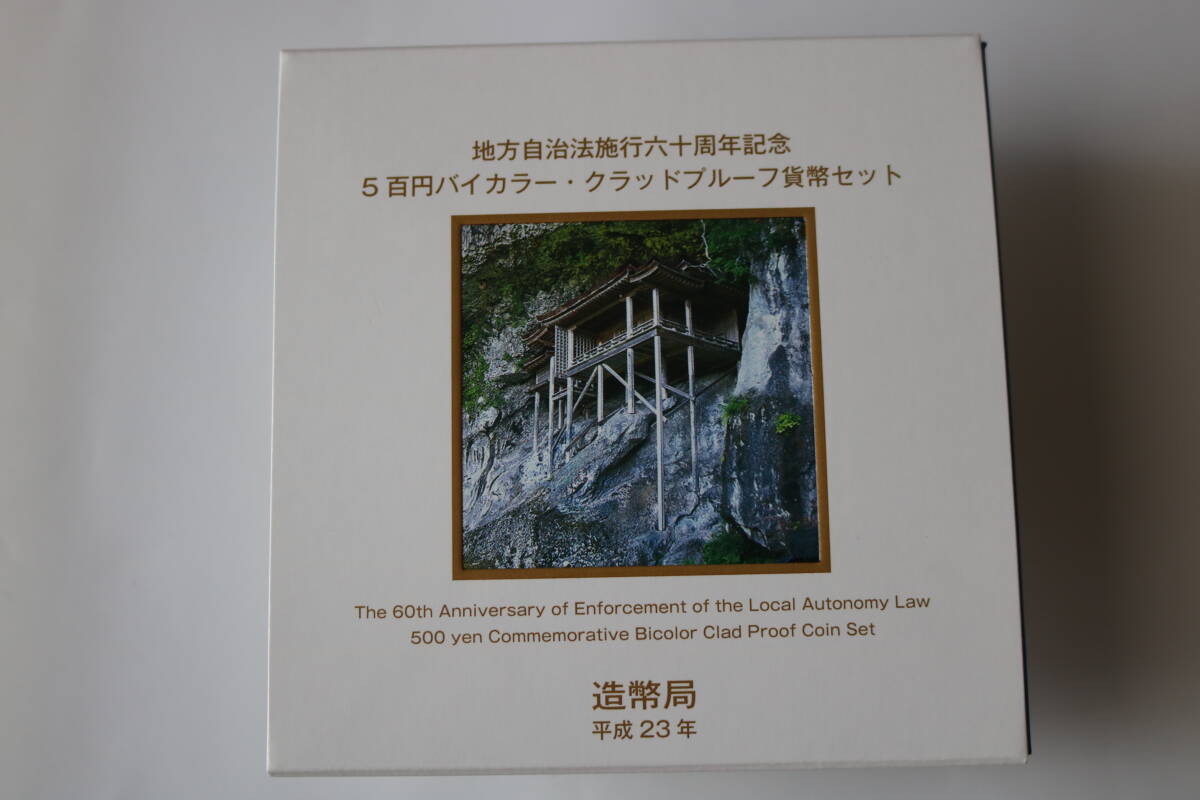 地方自治法施行六十周年記念
5百円バイカラー・クラッドプルーフ貨幣セット
The 60th Anniversary of Enforcement of the Local Autonomy Law
500 yen Commemorative Bicolor Clad Proof Coin Set
造幣局
平成23年